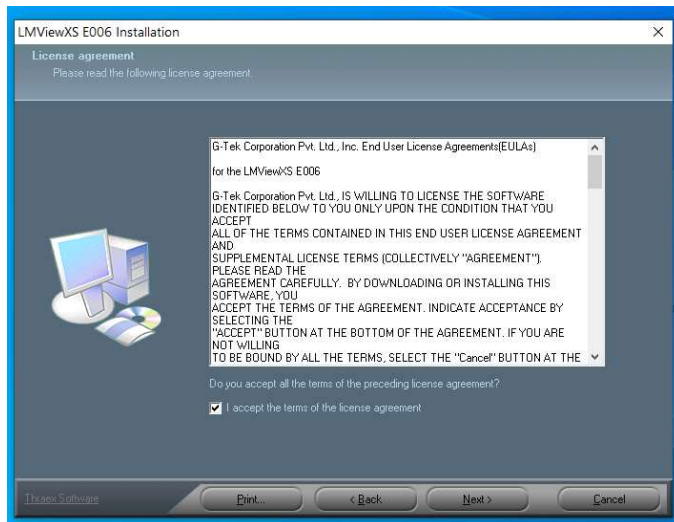 LMViewXS E006 Installation
License agreement
Please read the following license agreement.
G-Tek Corporation Pvt. Ltd., Inc. End User License Agreements(EULAs)
for the LMViewXS E006
G-Tek Corporation Pvt. Ltd., IS WILLING TO LICENSE THE SOFTWARE
IDENTIFIED BELOW TO YOU ONLY UPON THE CONDITION THAT YOU
ACCEPT
ALL OF THE TERMS CONTAINED IN THIS END USER LICENSE AGREEMENT
AND
SUPPLEMENTAL LICENSE TERMS (COLLECTIVELY "AGREEMENT").
PLEASE READ THE
AGREEMENT CAREFULLY. BY DOWNLOADING OR INSTALLING THIS
SOFTWARE, YOU
ACCEPT THE TERMS OF THE AGREEMENT. INDICATE ACCEPTANCE BY
SELECTING THE
"ACCEPT" BUTTON AT THE BOTTOM OF THE AGREEMENT. IF YOU ARE
NOT WILLING
TO BE BOUND BY ALL THE TERMS, SELECT THE "Cancel" BUTTON AT THE
Do you accept all the terms of the preceding license agreement?
I accept the terms of the license agreement
Thraex Software
Print...
< Back
Next >
Cancel